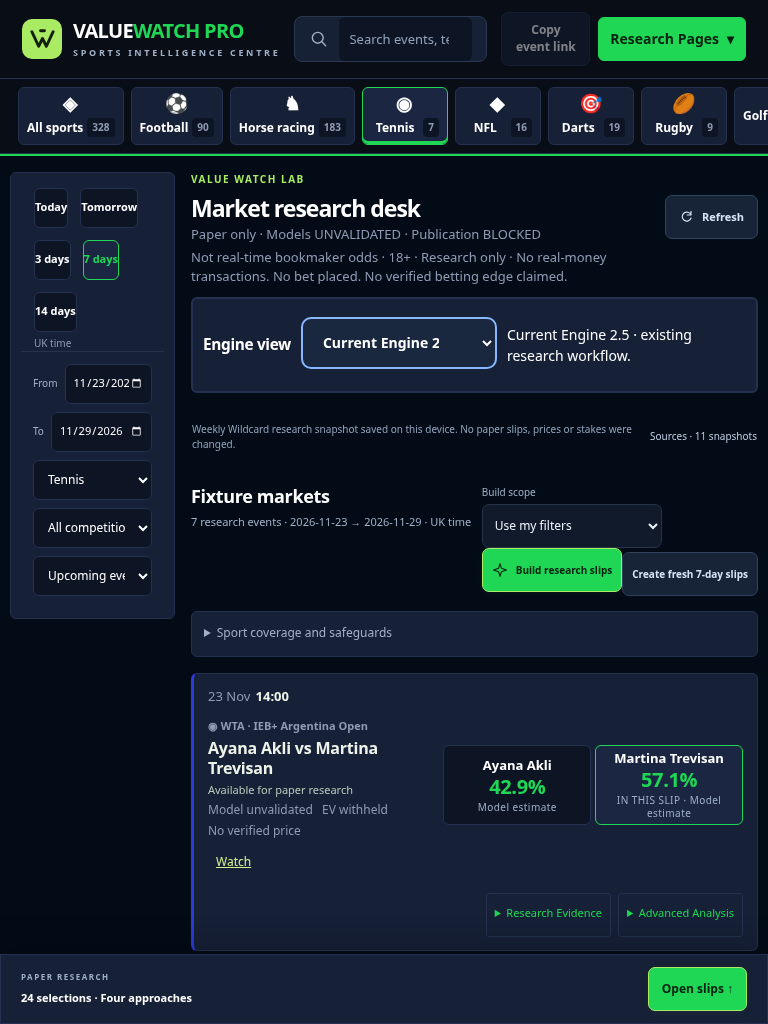 VALUEWATCH PRO
SPORTS INTELLIGENCE CENTRE
Search events, te
Copy
event link
Research Pages ▾
All sports 328
Football 90
Horse racing 183
Tennis 7
NFL 16
Darts 19
Rugby 9
Golf
Today
Tomorrow
3 days
7 days
14 days
UK time
From 11/23/202
To 11/29/2026
Tennis
All competitio
Upcoming eve
VALUE WATCH LAB
Market research desk
Paper only · Models UNVALIDATED · Publication BLOCKED
Not real-time bookmaker odds · 18+ · Research only · No real-money
transactions. No bet placed. No verified betting edge claimed.
Refresh
Engine view
Current Engine 2
Current Engine 2.5 · existing
research workflow.
Weekly Wildcard research snapshot saved on this device. No paper slips, prices or stakes were
changed.
Sources · 11 snapshots
Fixture markets
7 research events · 2026-11-23 → 2026-11-29 · UK time
Build scope
Use my filters
Build research slips
Create fresh 7-day slips
Sport coverage and safeguards
23 Nov 14:00
WTA · IEB+ Argentina Open
Ayana Akli vs Martina
Trevisan
Available for paper research
Model unvalidated EV withheld
No verified price
Watch
Ayana Akli
42.9%
Model estimate
Martina Trevisan
57.1%
IN THIS SLIP · Model
estimate
Research Evidence
Advanced Analysis
PAPER RESEARCH
24 selections · Four approaches
Open slips ↑